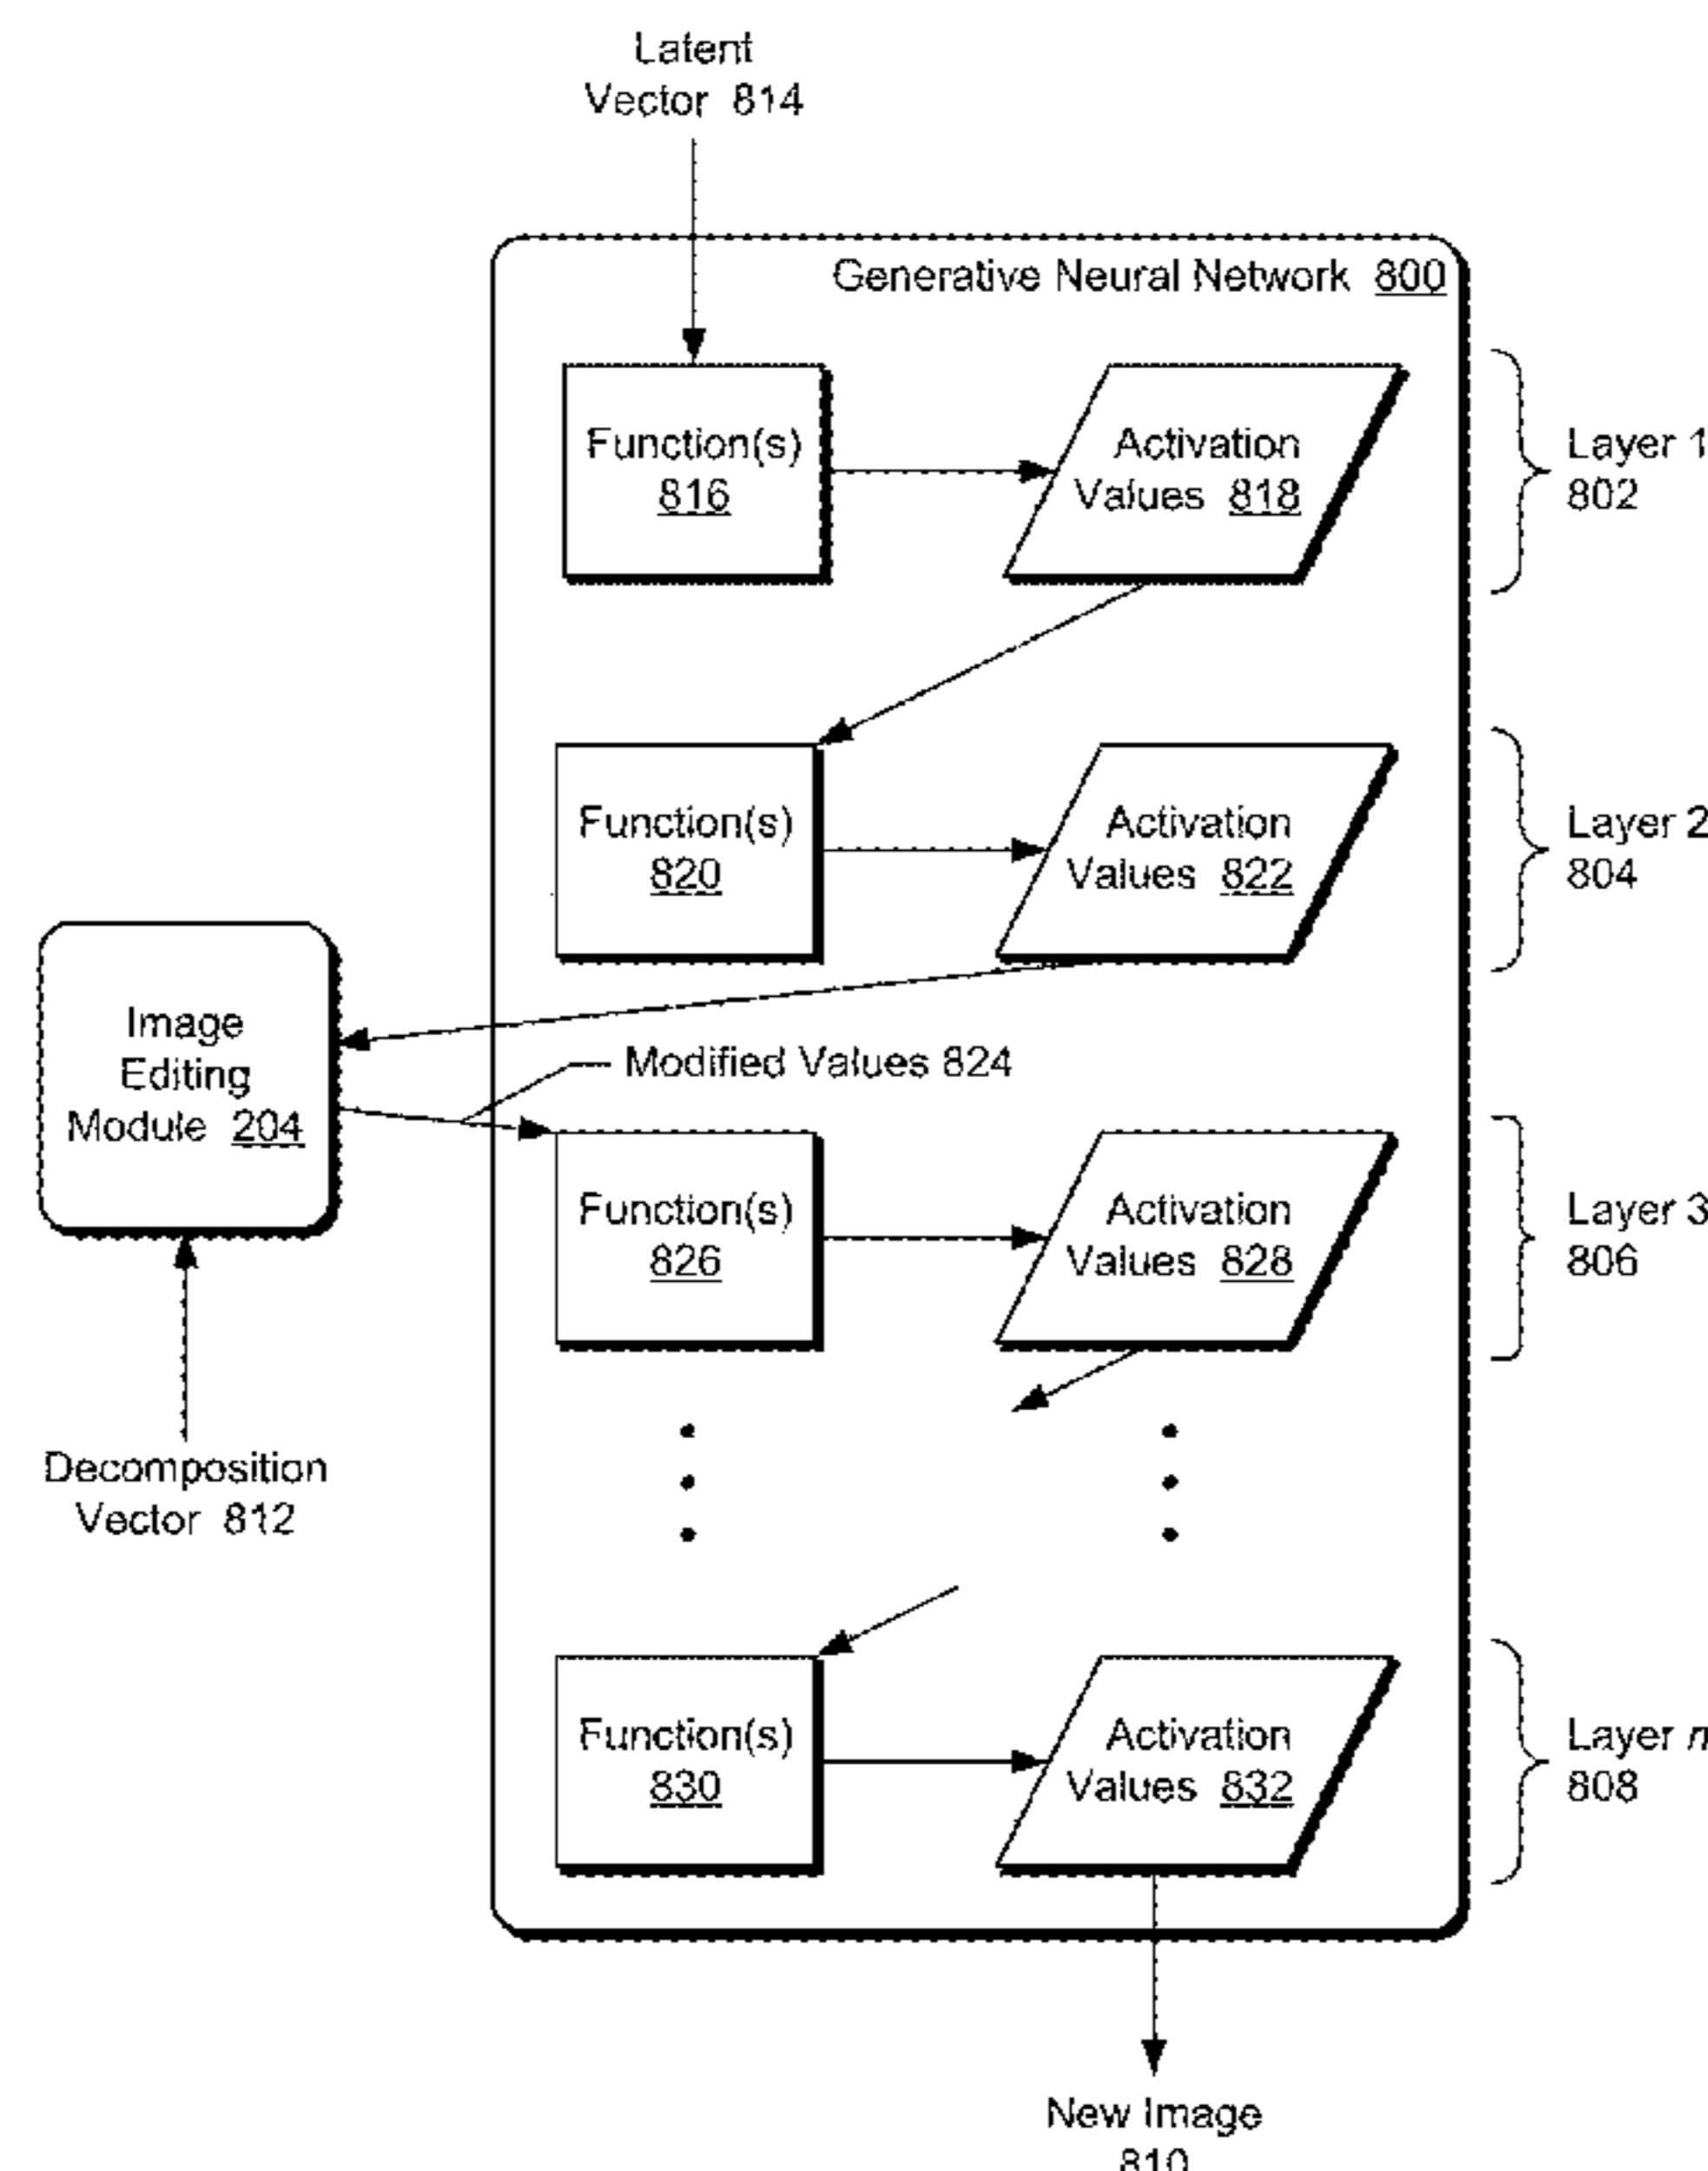 Latent
Vector 814
Generative Neural Network 800
Function(s)
816
Activation
Values 818
Layer 1
802
Function(s)
820
Activation
Values 822
Layer 2
804
Image
Editing
Module 204
Modified Values 824
Function(s)
826
Activation
Values 828
Layer 3
806
Decomposition
Vector 812
Function(s)
830
Activation
Values 832
Layer n
808
New Image
810